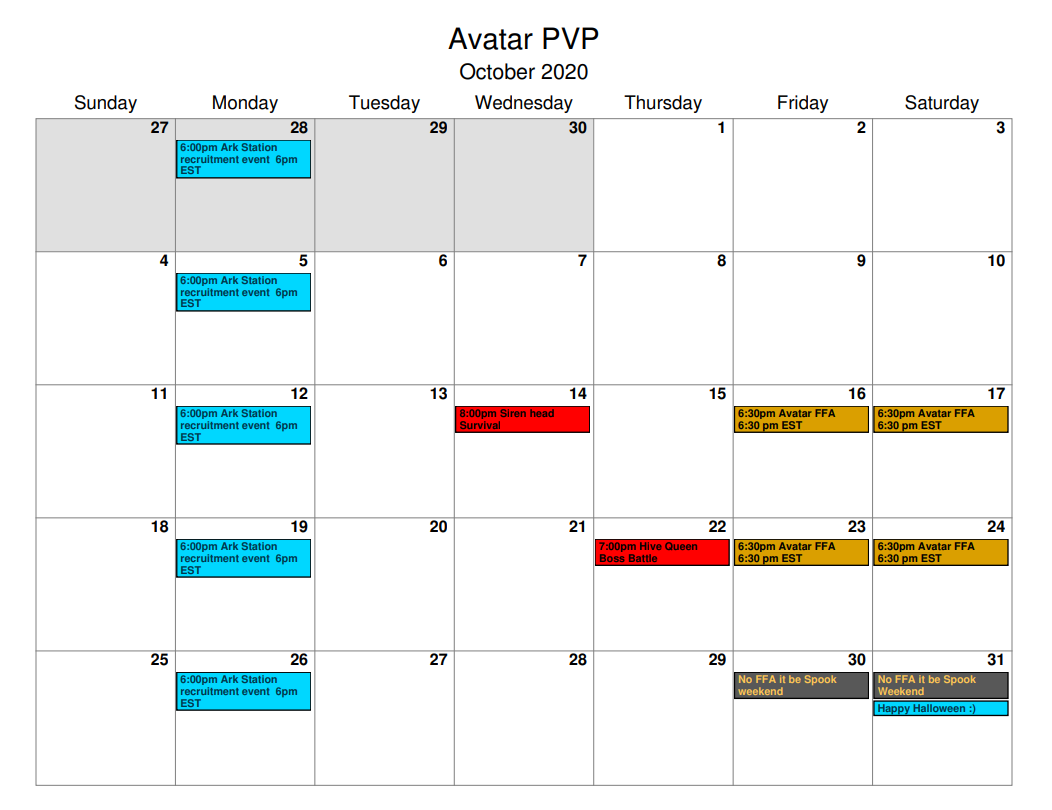 Avatar PVP
October 2020
Sunday Monday Tuesday Wednesday Thursday Friday Saturday
27 28 29 30 1 2 3
6:00pm Ark Station
recruitment event  6pm
EST
4 5 6 7 8 9 10
6:00pm Ark Station
recruitment event  6pm
EST
11 12 13 14 15 16 17
6:00pm Ark Station
recruitment event  6pm
EST
8:00pm Siren head
Survival
6:30pm Avatar FFA
6:30 pm EST
6:30pm Avatar FFA
6:30 pm EST
18 19 20 21 22 23 24
6:00pm Ark Station
recruitment event  6pm
EST
7:00pm Hive Queen
Boss Battle
6:30pm Avatar FFA
6:30 pm EST
6:30pm Avatar FFA
6:30 pm EST
25 26 27 28 29 30 31
6:00pm Ark Station
recruitment event  6pm
EST
No FFA it be Spook
weekend
No FFA it be Spook
Weekend
Happy Halloween :)